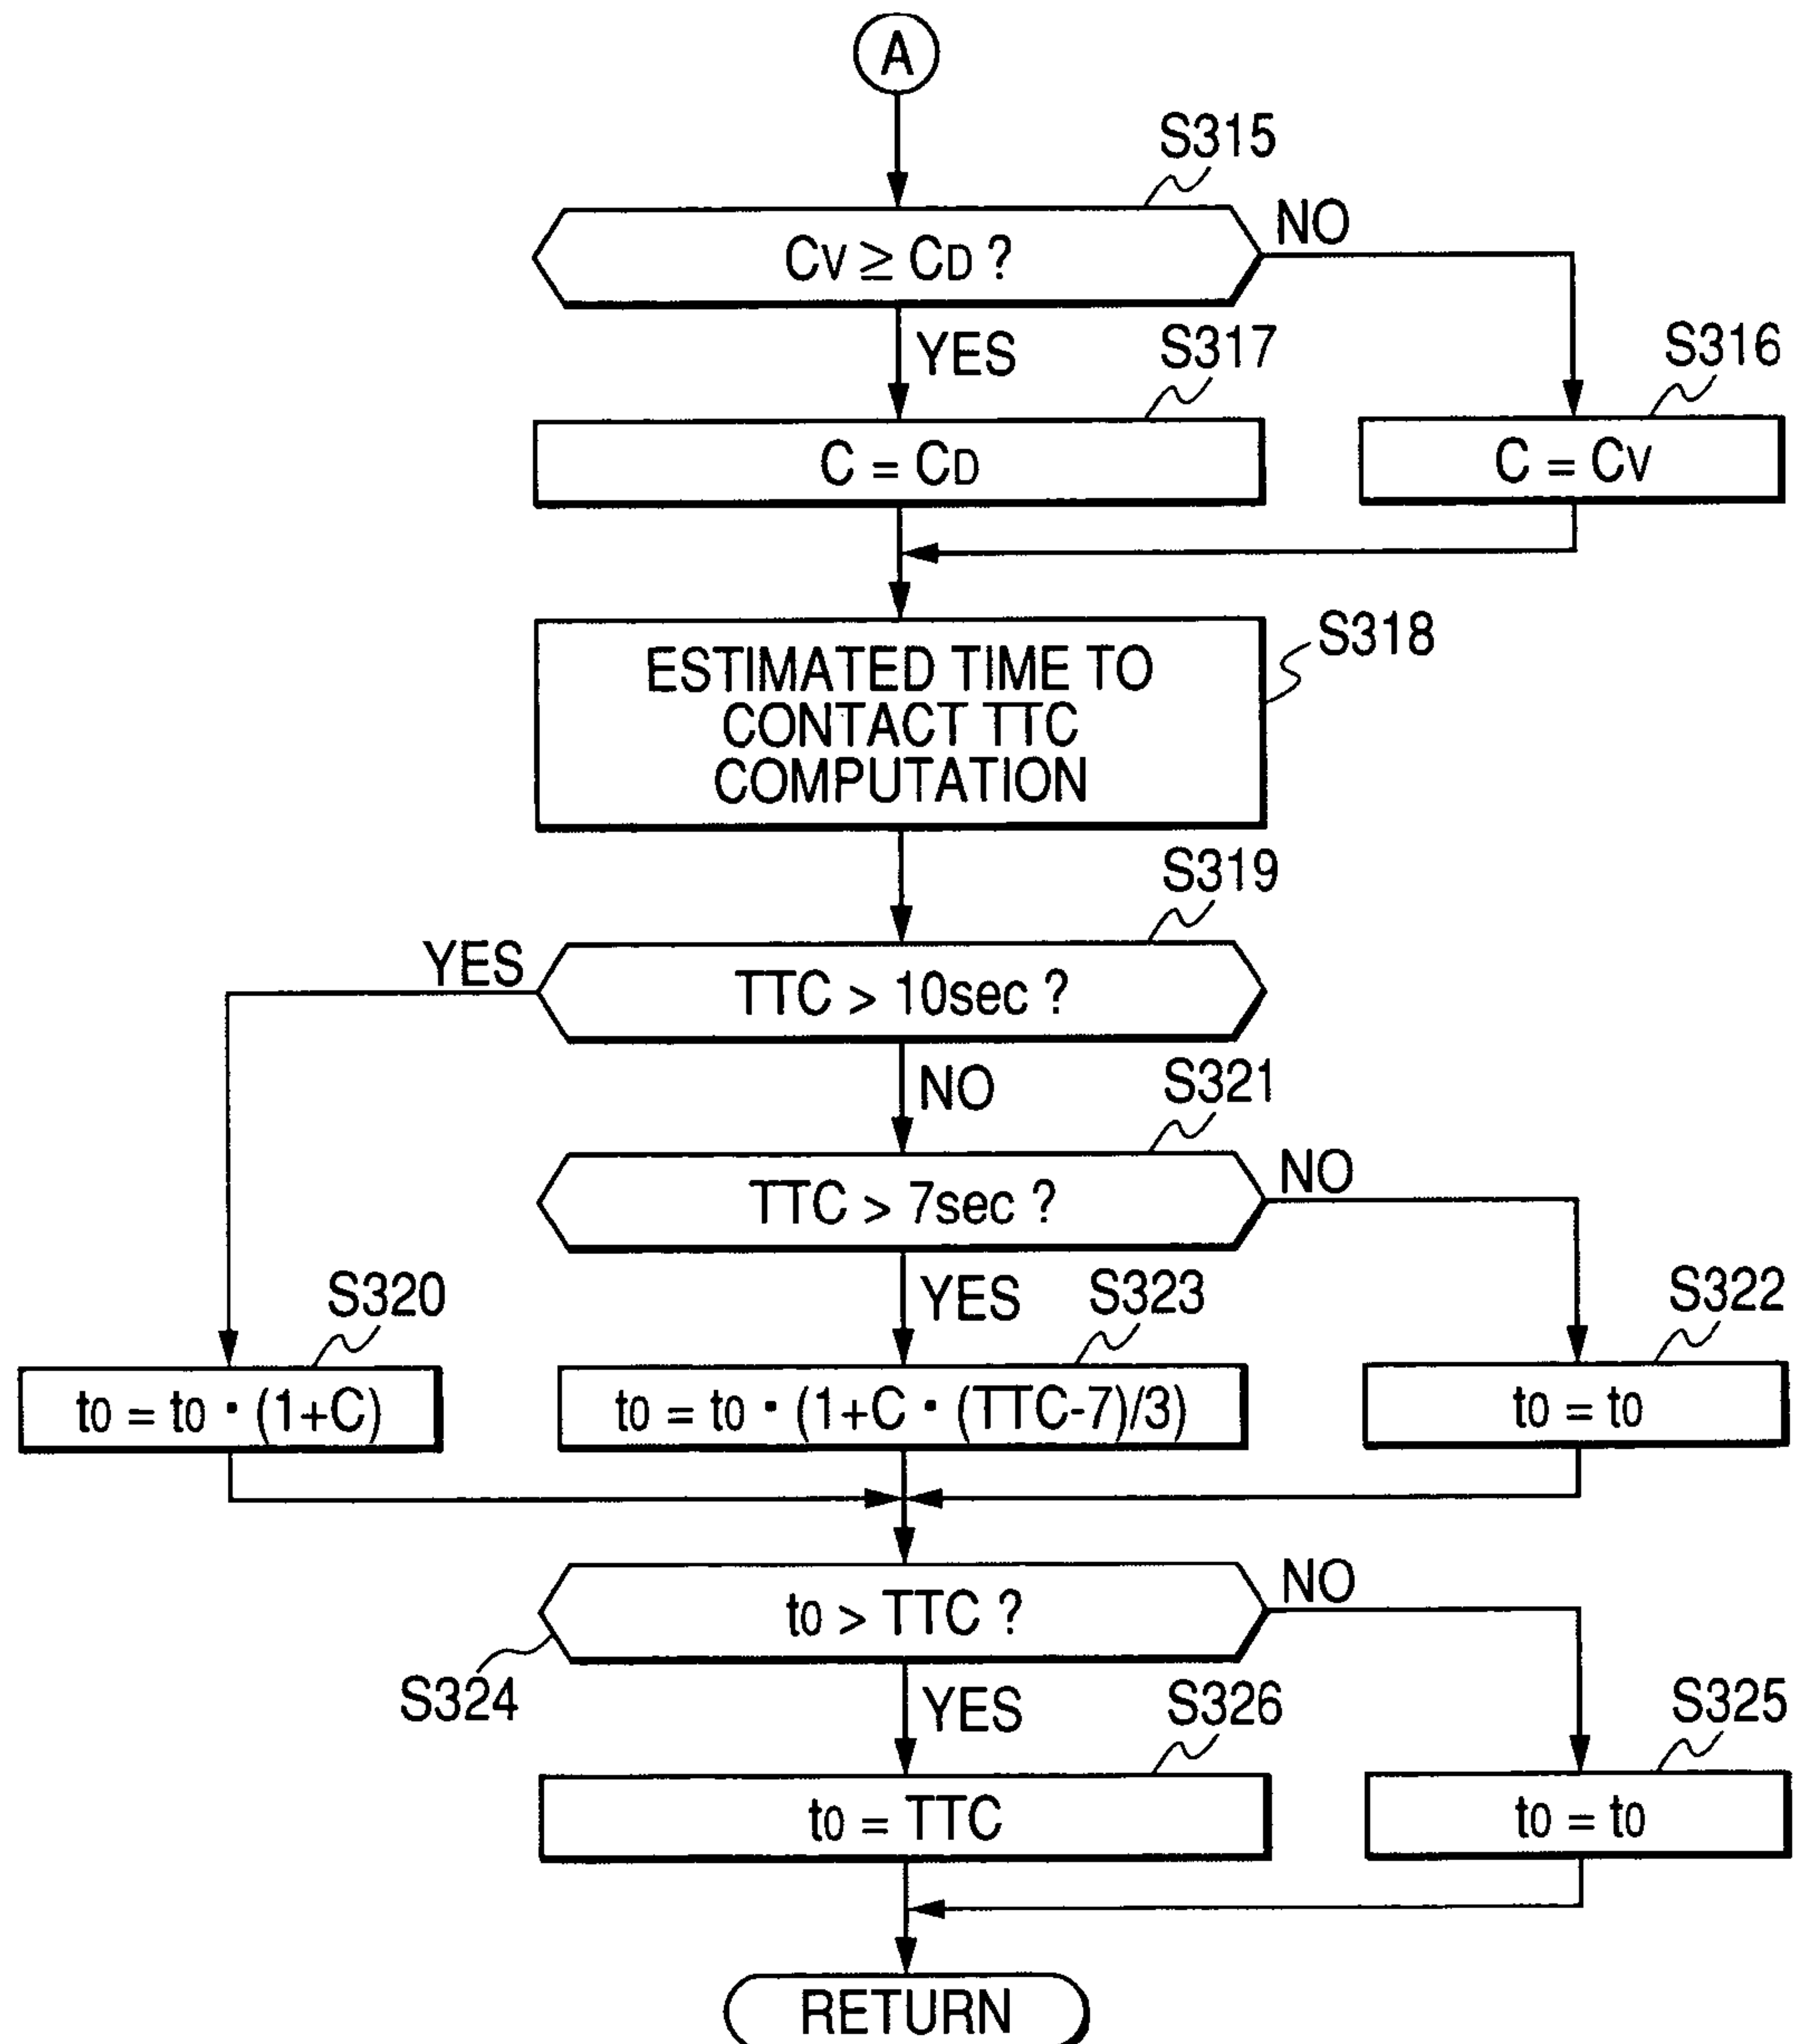 A
S315
CV ≥ CD ?
NO
YES
S317
S316
C = CD
C = CV
ESTIMATED TIME TO
CONTACT TTC
COMPUTATION
S318
S319
YES
TTC > 10sec ?
NO
S321
TTC > 7sec ?
NO
YES
S320
S323
S322
t0 = t0 · (1+C)
t0 = t0 · (1+C · (TTC-7)/3)
t0 = t0
t0 > TTC ?
NO
S324
YES
S326
S325
t0 = TTC
t0 = t0
RETURN